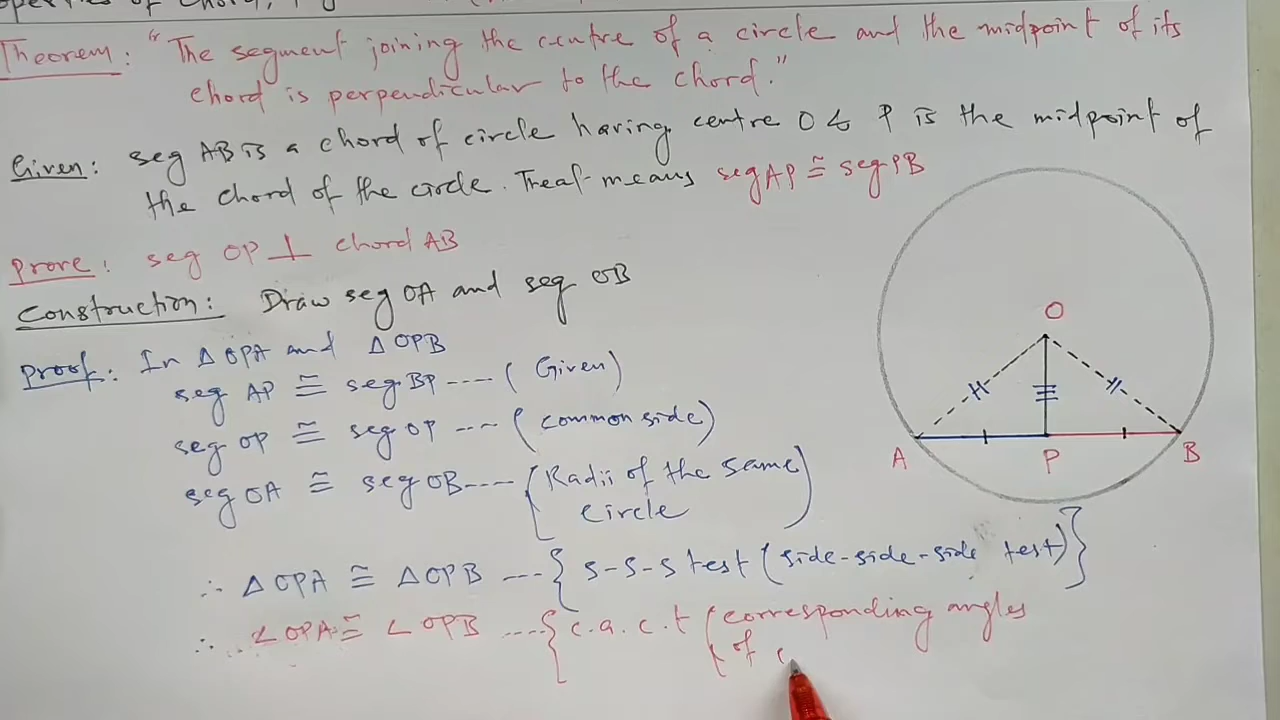 Theorem: "The segment joining the centre of a circle and the midpoint of its
chord is perpendicular to the chord."
Given: seg AB is a chord of circle having centre O & P is the midpoint of
the chord of the circle. Treat means seg AP ≅ seg PB
Prove: seg OP ⊥ chord AB
Construction: Draw seg OA and seg OB
Proof: In △ OPA and △ OPB
seg AP ≅ seg BP ---- (Given)
seg OP ≅ seg OP --- (common side)
seg OA ≅ seg OB ---- (Radii of the same
circle)
∴ △ OPA ≅ △ OPB --- {S-S-S test (side-side-side test)}
∴ ∠OPA ≅ ∠OPB ---- {c.a.c.t (corresponding angles
of c
O
A
P
B